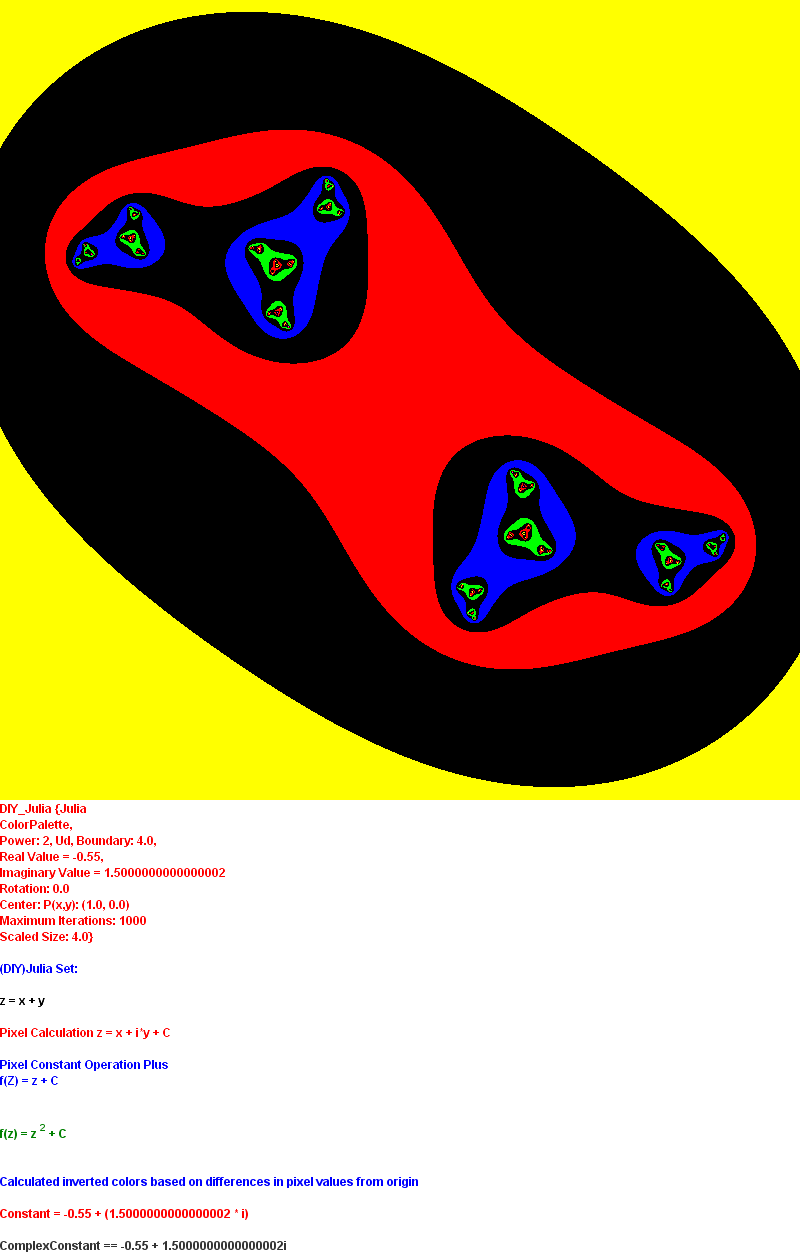 DIY_Julia {Julia
ColorPalette,
Power: 2, Ud, Boundary: 4.0,
Real Value = -0.55,
Imaginary Value = 1.5000000000000002
Rotation: 0.0
Center: P(x,y): (1.0, 0.0)
Maximum Iterations: 1000
Scaled Size: 4.0}
(DIY)Julia Set:
z = x + y
Pixel Calculation z = x + i*y + C
Pixel Constant Operation Plus
f(Z) = z + C
f(z) = z 2 + C
Calculated inverted colors based on differences in pixel values from origin
Constant = -0.55 + (1.5000000000000002 * i)
ComplexConstant == -0.55 + 1.5000000000000002i